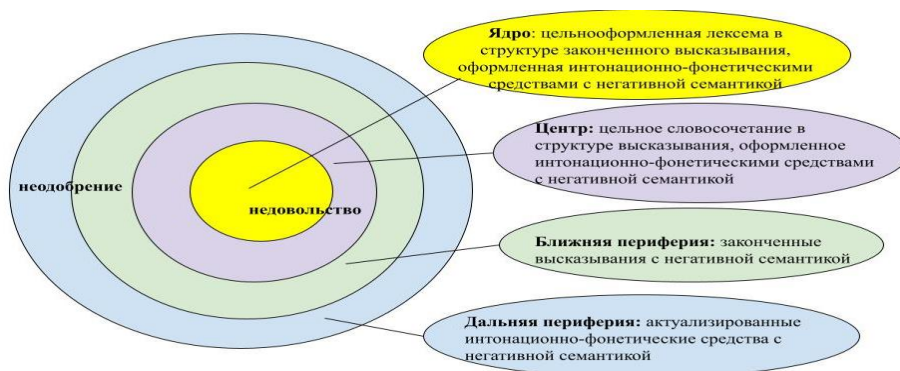 Ядро: цельнооформленная лексема в
структуре законченного высказывания,
оформленная интонационно-фонетическими
средствами с негативной семантикой
Центр: цельное словосочетание в
структуре высказывания, оформленное
интонационно-фонетическими средствами
с негативной семантикой
неодобрение
недовольство
Ближняя периферия: законченные
высказывания с негативной семантикой
Дальняя периферия: актуализированные
интонационно-фонетические средства с
негативной семантикой